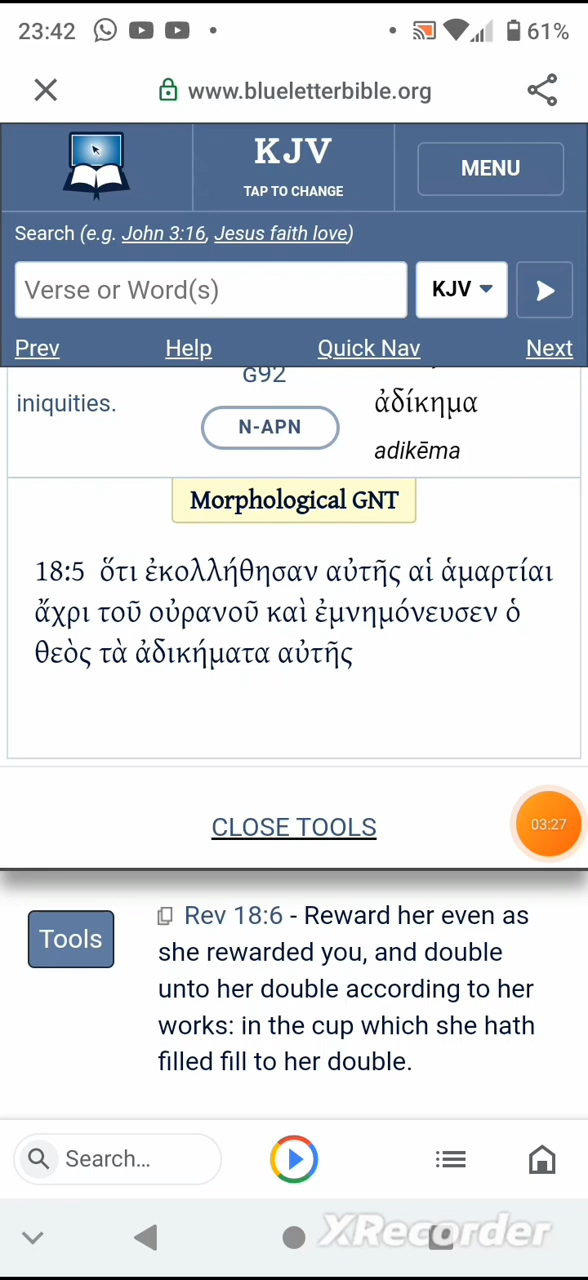 23:42 61%
www.blueletterbible.org
KJV
TAP TO CHANGE
MENU
Search (e.g. John 3:16, Jesus faith love)
Verse or Word(s) KJV
Prev Help Quick Nav Next
G92
iniquities. ἀδίκημα
N-APN
adikēma
Morphological GNT
18:5 ὅτι ἐκολλήθησαν αὐτῆς αἱ ἁμαρτίαι
ἄχρι τοῦ οὐρανοῦ καὶ ἐμνημόνευσεν ὁ
θεὸς τὰ ἀδικήματα αὐτῆς
CLOSE TOOLS
03:27
Tools
Rev 18:6 - Reward her even as
she rewarded you, and double
unto her double according to her
works: in the cup which she hath
filled fill to her double.
Search...
XRecorder